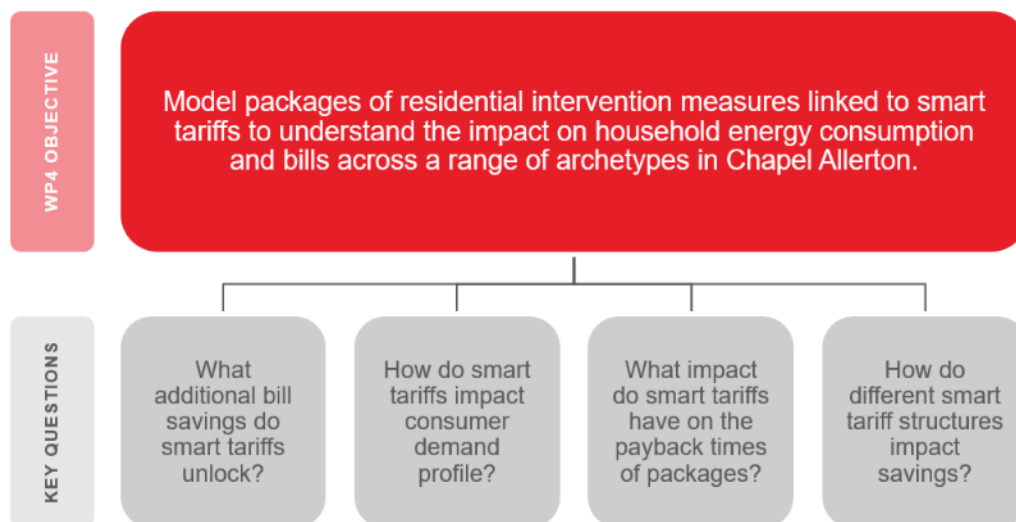 WP4 OBJECTIVE
Model packages of residential intervention measures linked to smart
tariffs to understand the impact on household energy consumption
and bills across a range of archetypes in Chapel Allerton.
KEY QUESTIONS
What
additional bill
savings do
smart tariffs
unlock?
How do smart
tariffs impact
consumer
demand
profile?
What impact
do smart tariffs
have on the
payback times
of packages?
How do
different smart
tariff structures
impact
savings?